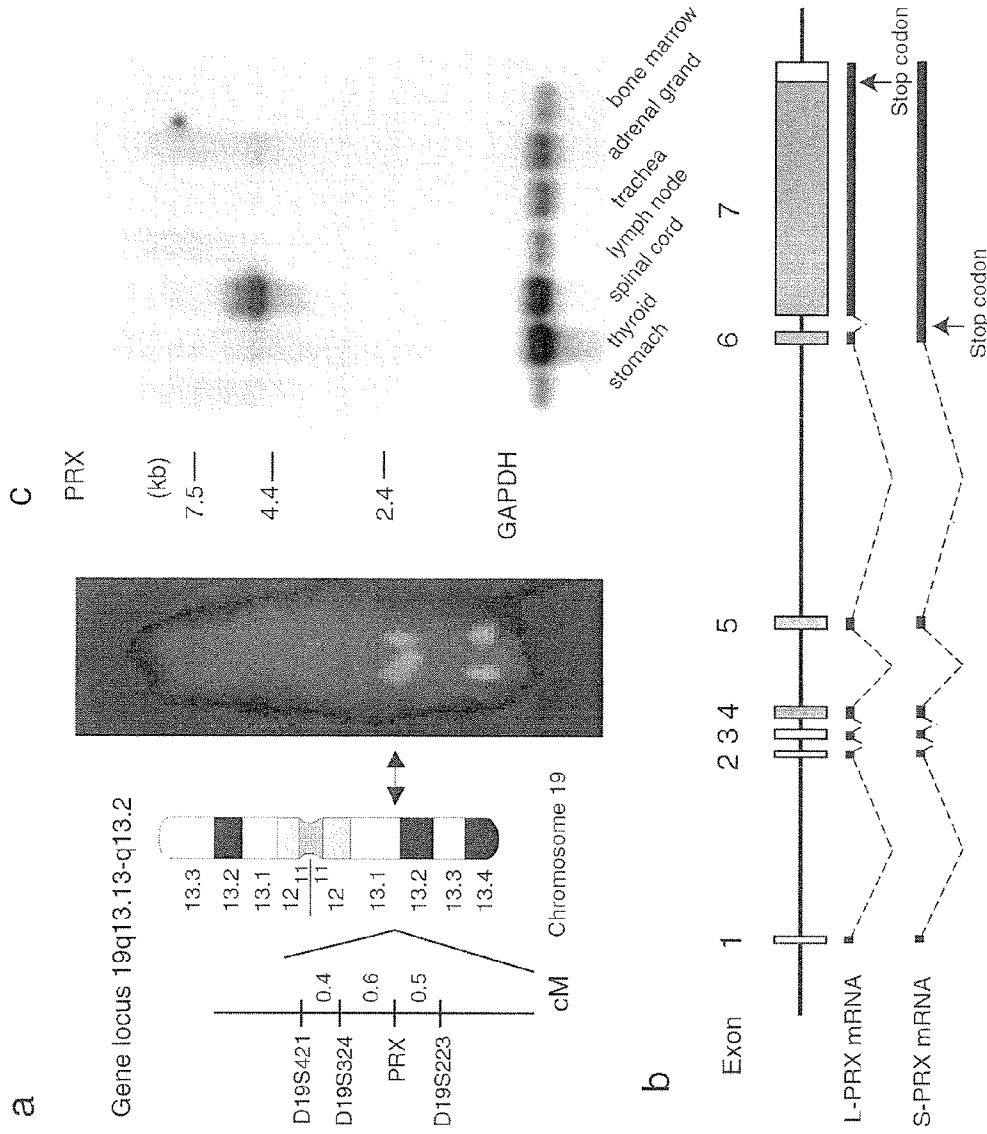 a
Gene locus 19q13.13-q13.2
D19S421
D19S324
PRX
D19S223
0.4
0.6
0.5
cM
13.3
13.2
13.1
12
11
11
12
13.1
13.2
13.3
13.4
Chromosome 19
c
PRX
(kb)
7.5
4.4
2.4
GAPDH
stomach
thyroid
spinal cord
lymph node
trachea
adrenal grand
bone marrow
b
Exon
1
2
3
4
5
6
7
L-PRX mRNA
Stop codon
S-PRX mRNA
Stop codon